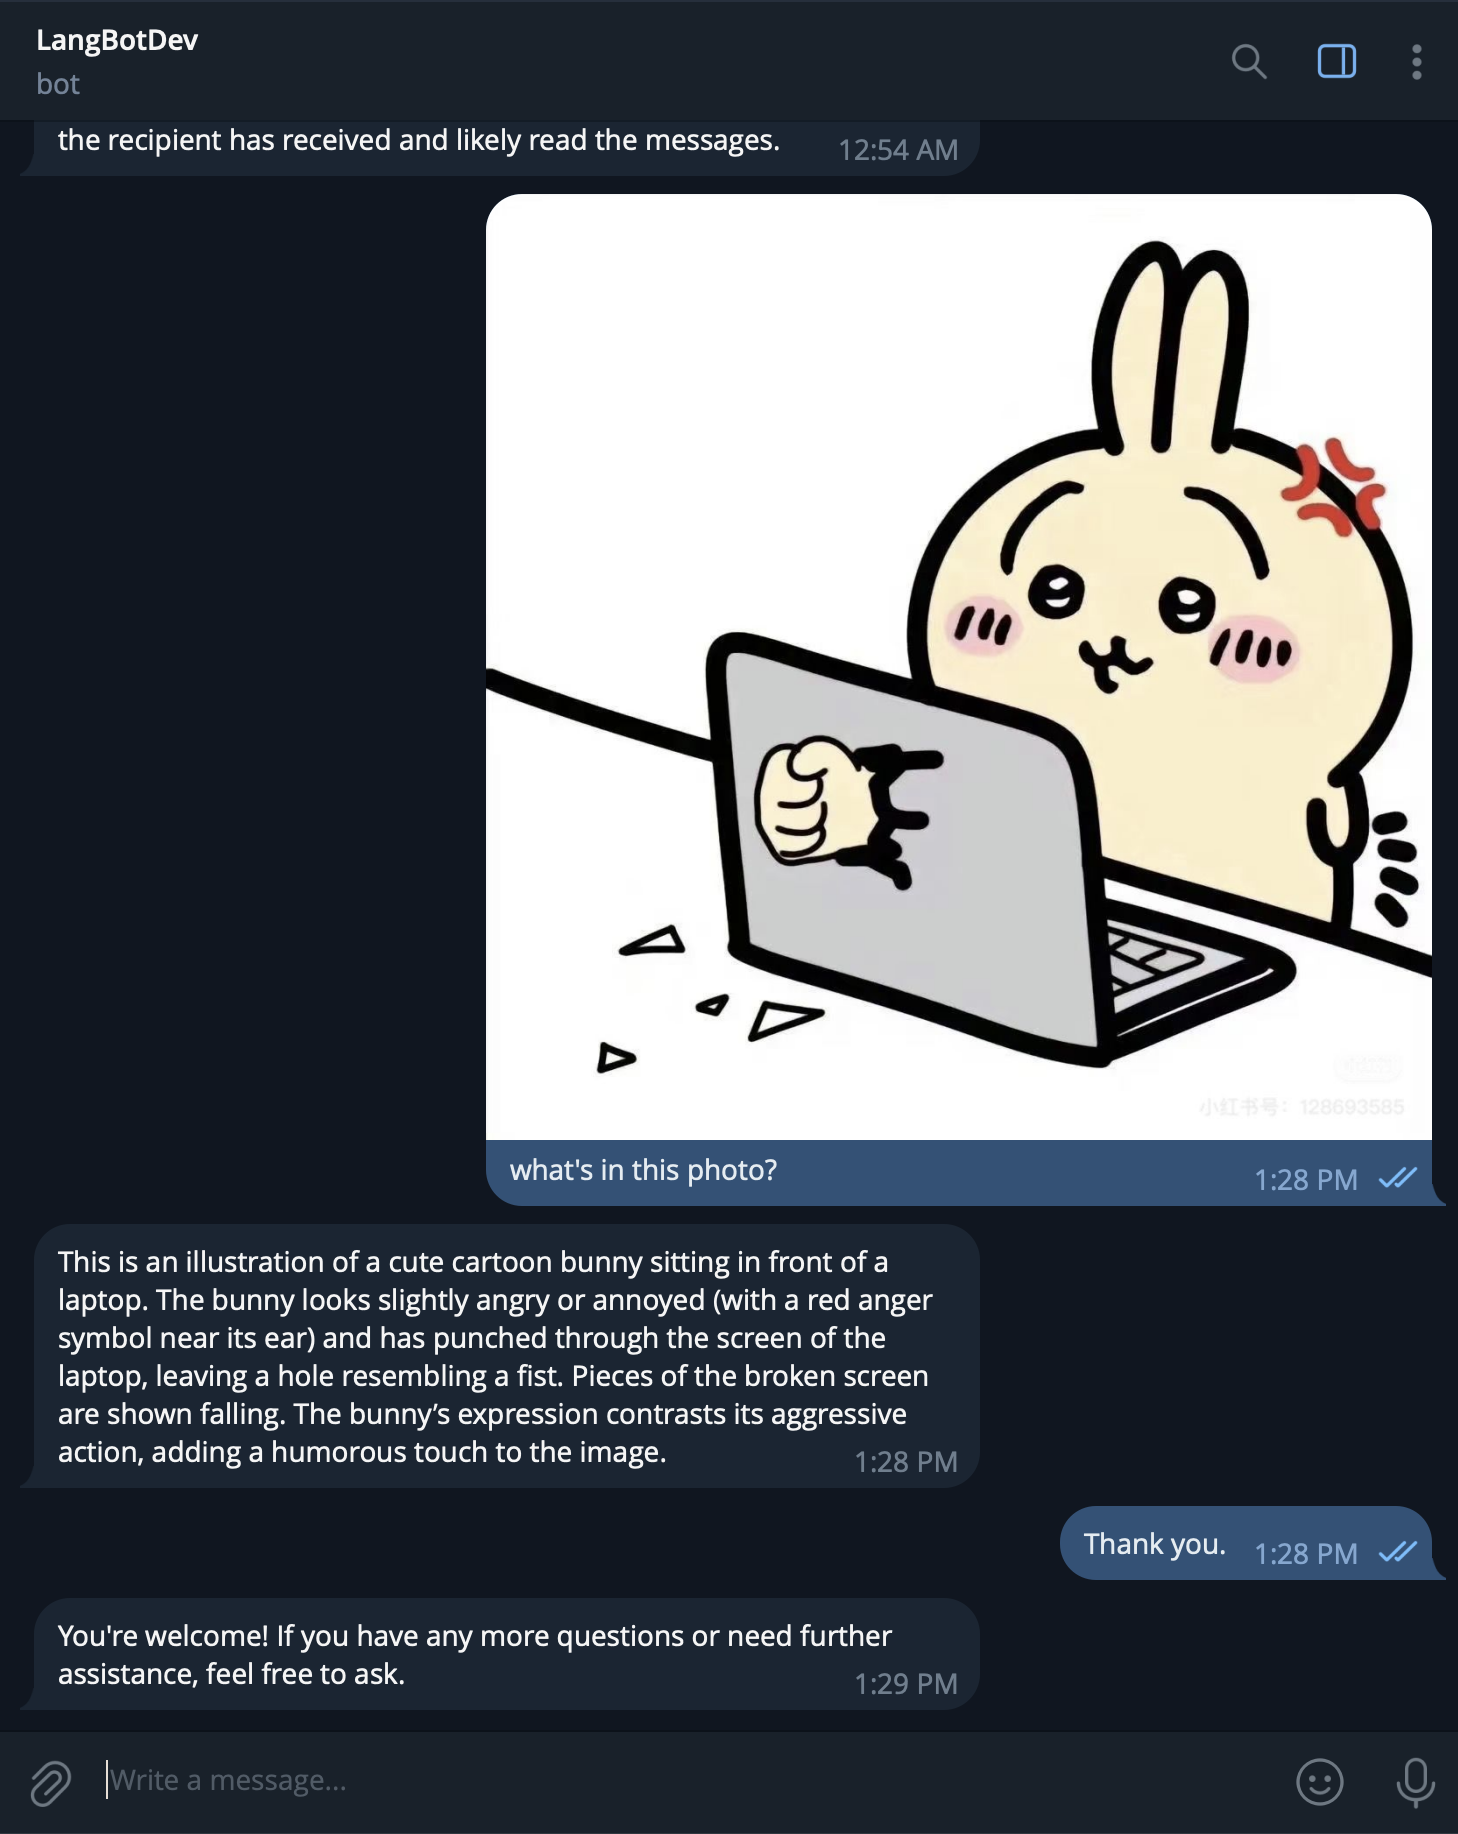 LangBotDev
bot
the recipient has received and likely read the messages.
12:54 AM
小红书号：128693585
what's in this photo?
1:28 PM
This is an illustration of a cute cartoon bunny sitting in front of a
laptop. The bunny looks slightly angry or annoyed (with a red anger
symbol near its ear) and has punched through the screen of the
laptop, leaving a hole resembling a fist. Pieces of the broken screen
are shown falling. The bunny’s expression contrasts its aggressive
action, adding a humorous touch to the image.
1:28 PM
Thank you.
1:28 PM
You're welcome! If you have any more questions or need further
assistance, feel free to ask.
1:29 PM
Write a message...